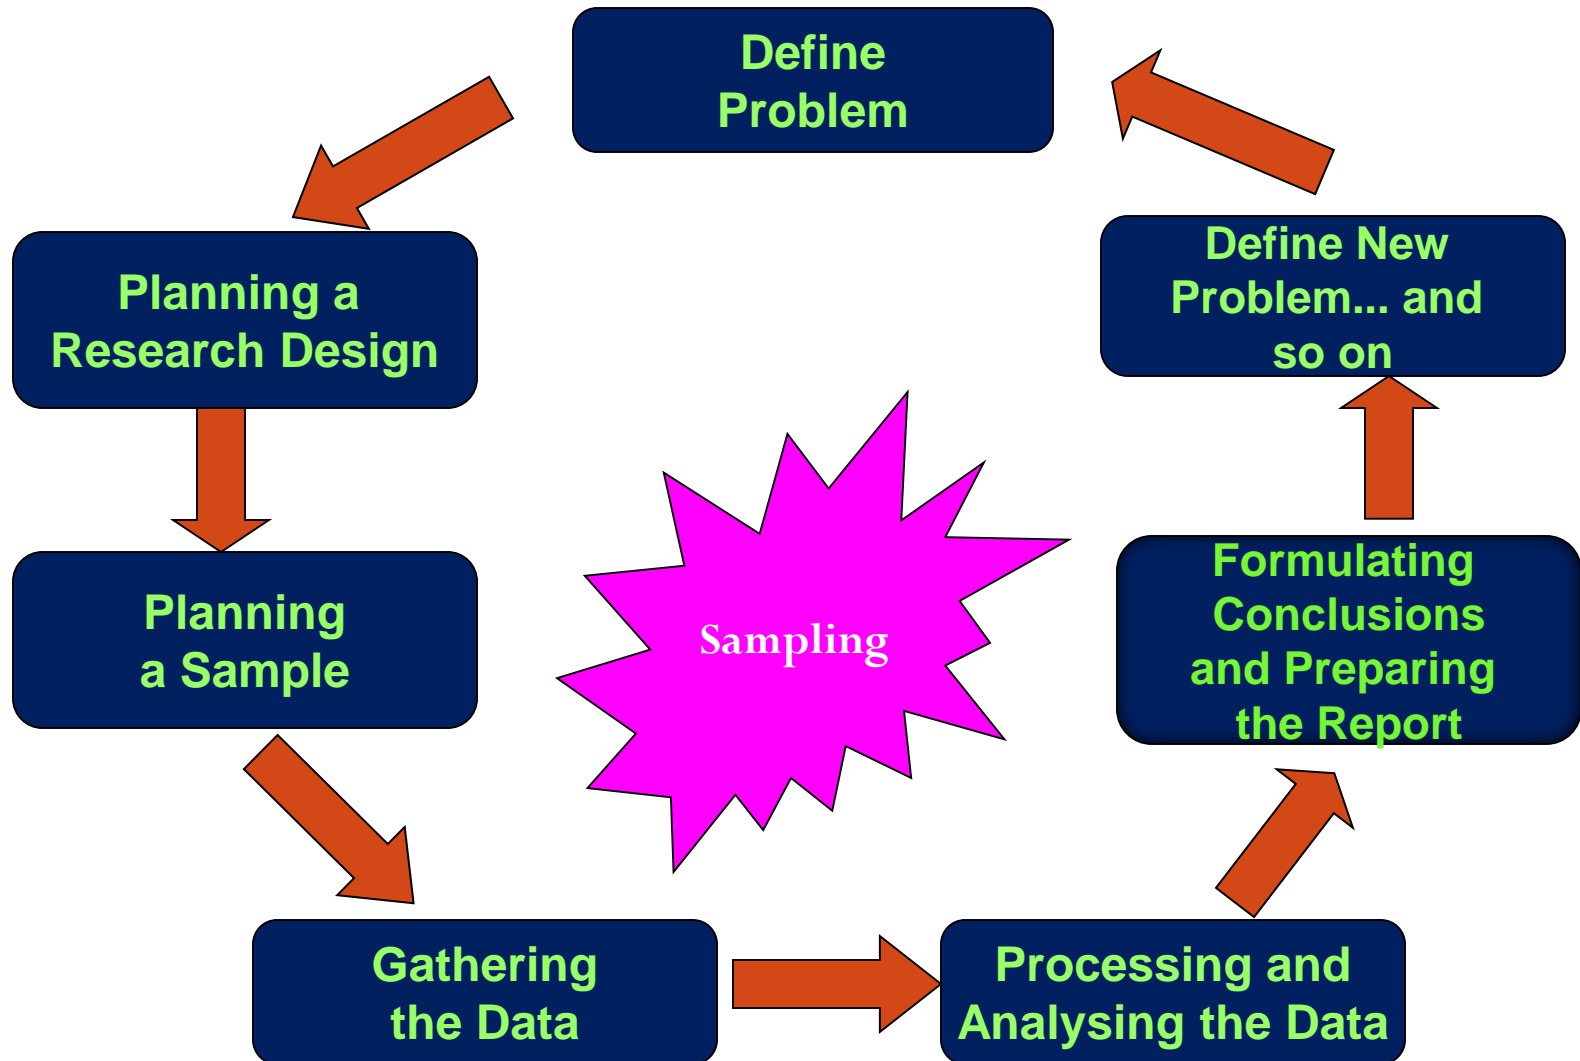 Define
Problem
Planning a
Research Design
Planning
a Sample
Gathering
the Data
Processing and
Analysing the Data
Formulating
Conclusions
and Preparing
the Report
Define New
Problem... and
so on
Sampling